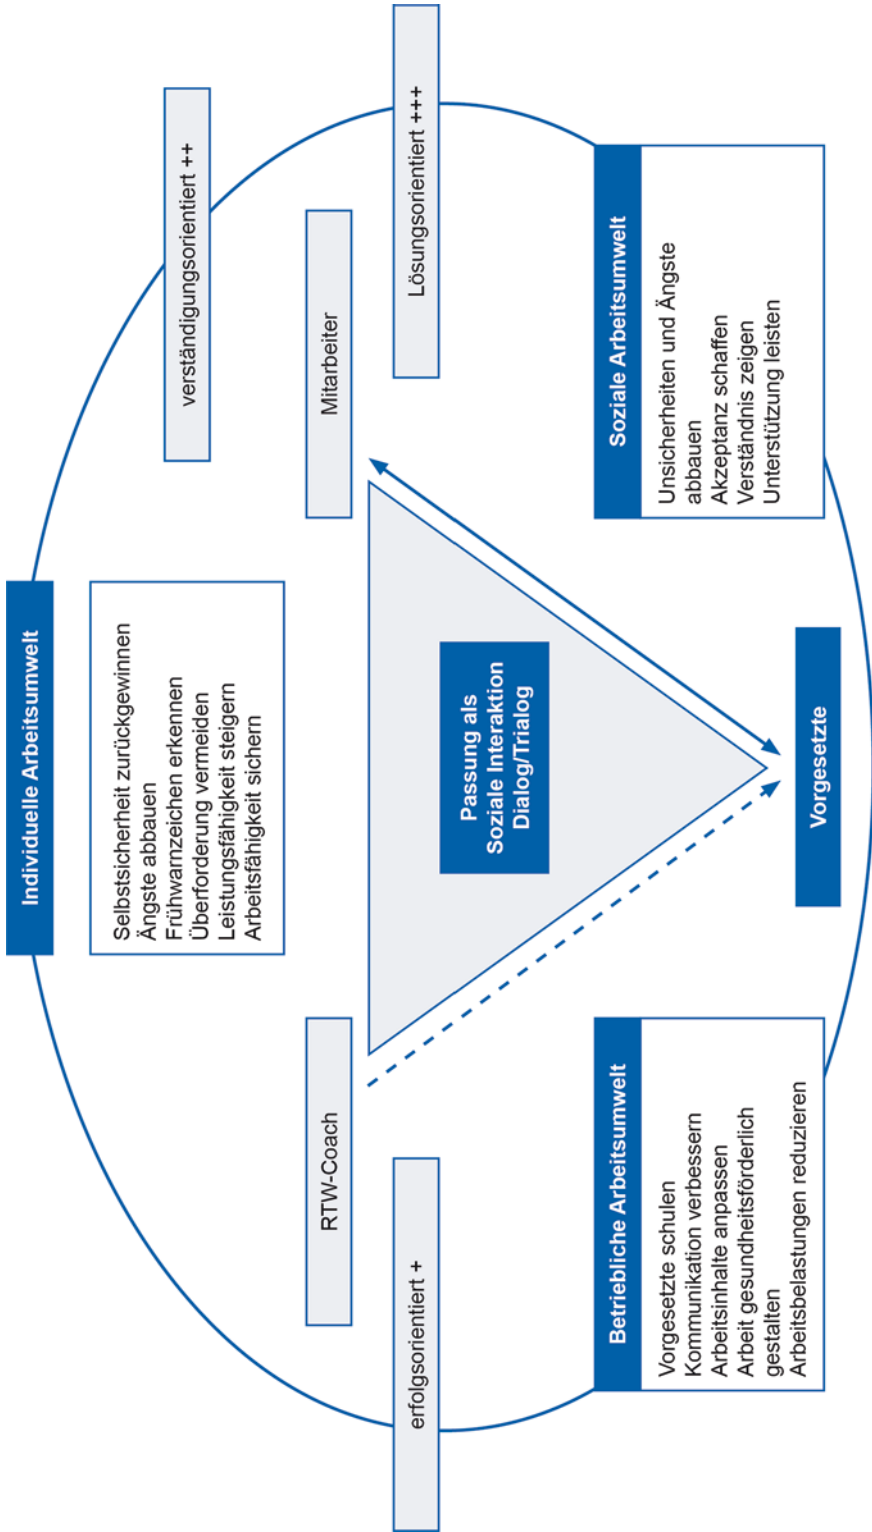 Individuelle Arbeitsumwelt
Selbstsicherheit zurückgewinnen
Ängste abbauen
Frühwarnzeichen erkennen
Überforderung vermeiden
Leistungsfähigkeit steigern
Arbeitsfähigkeit sichern
verständigungsorientiert ++
RTW-Coach
Mitarbeiter
erfolgsorientiert +
Lösungsorientiert +++
Passung als
Soziale Interaktion
Dialog/Trialog
Betriebliche Arbeitsumwelt
Vorgesetzte schulen
Kommunikation verbessern
Arbeitsinhalte anpassen
Arbeit gesundheitsförderlich
gestalten
Arbeitsbelastungen reduzieren
Soziale Arbeitsumwelt
Unsicherheiten und Ängste
abbauen
Akzeptanz schaffen
Verständnis zeigen
Unterstützung leisten
Vorgesetzte